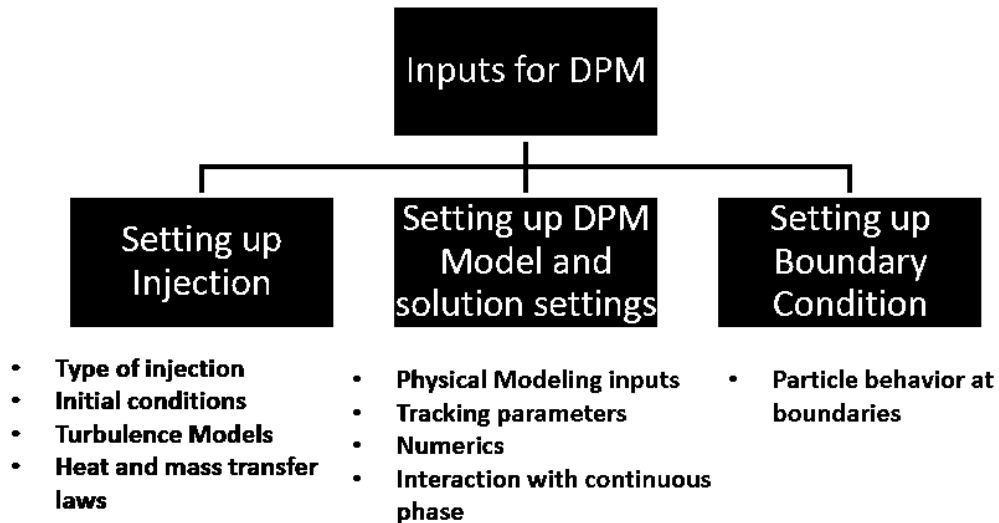 Inputs for DPM
Setting up
Injection
Setting up DPM
Model and
solution settings
Setting up
Boundary
Condition
• Type of injection
• Initial conditions
• Turbulence Models
• Heat and mass transfer
laws
• Physical Modeling inputs
• Tracking parameters
• Numerics
• Interaction with continuous
phase
• Particle behavior at
boundaries